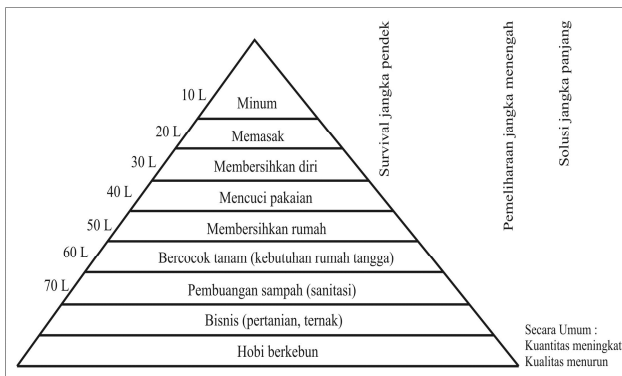 10 L
Minum
20 L
Memasak
30 L
Membersihkan diri
40 L
Mencuci pakaian
50 L
Membersihkan rumah
60 L
Bercocok tanam (kebutuhan rumah tangga)
70 L
Pembuangan sampah (sanitasi)
Bisnis (pertanian, ternak)
Hobi berkebun
Survival jangka pendek
Pemeliharaan jangka menengah
Solusi jangka panjang
Secara Umum :
Kuantitas meningkat
Kualitas menurun